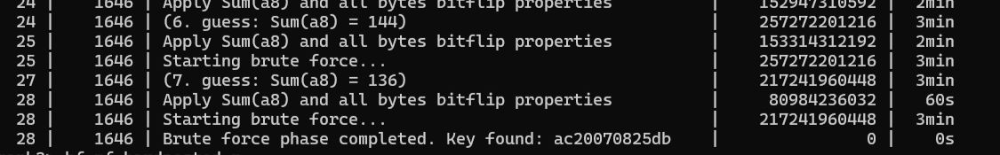 24 | 1646 | Apply Sum(a8) and all bytes bitflip properties | 152947310592 | 2min
24 | 1646 | (6. guess: Sum(a8) = 144) | 257272201216 | 3min
25 | 1646 | Apply Sum(a8) and all bytes bitflip properties | 153314312192 | 2min
25 | 1646 | Starting brute force... | 257272201216 | 3min
27 | 1646 | (7. guess: Sum(a8) = 136) | 217241960448 | 3min
28 | 1646 | Apply Sum(a8) and all bytes bitflip properties | 80984236032 | 60s
28 | 1646 | Starting brute force... | 217241960448 | 3min
28 | 1646 | Brute force phase completed. Key found: ac20070825db | 0 | 0s